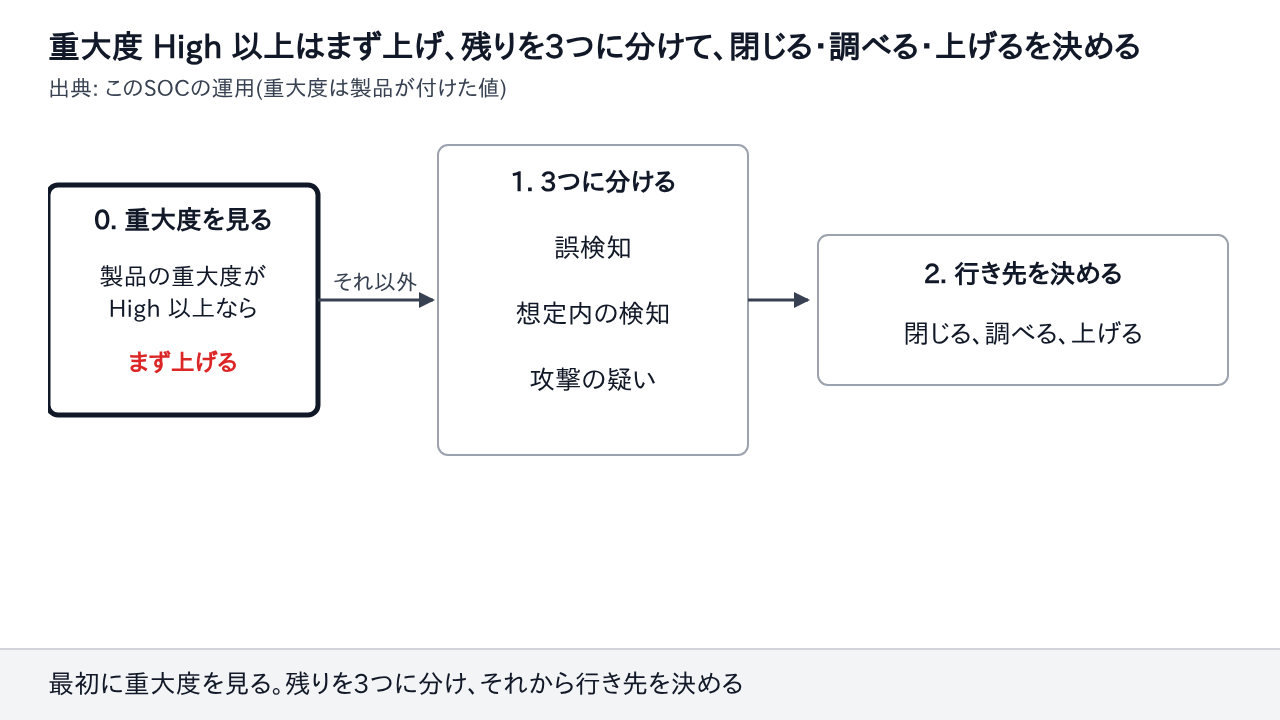 重大度 High 以上はまず上げ、残りを3つに分けて、閉じる・調べる・上げるを決める
出典: このSOCの運用(重大度は製品が付けた値)
0. 重大度を見る
製品の重大度が
High 以上なら
まず上げる
それ以外
1. 3つに分ける
誤検知
想定内の検知
攻撃の疑い
2. 行き先を決める
閉じる、調べる、上げる
最初に重大度を見る。残りを3つに分け、それから行き先を決める